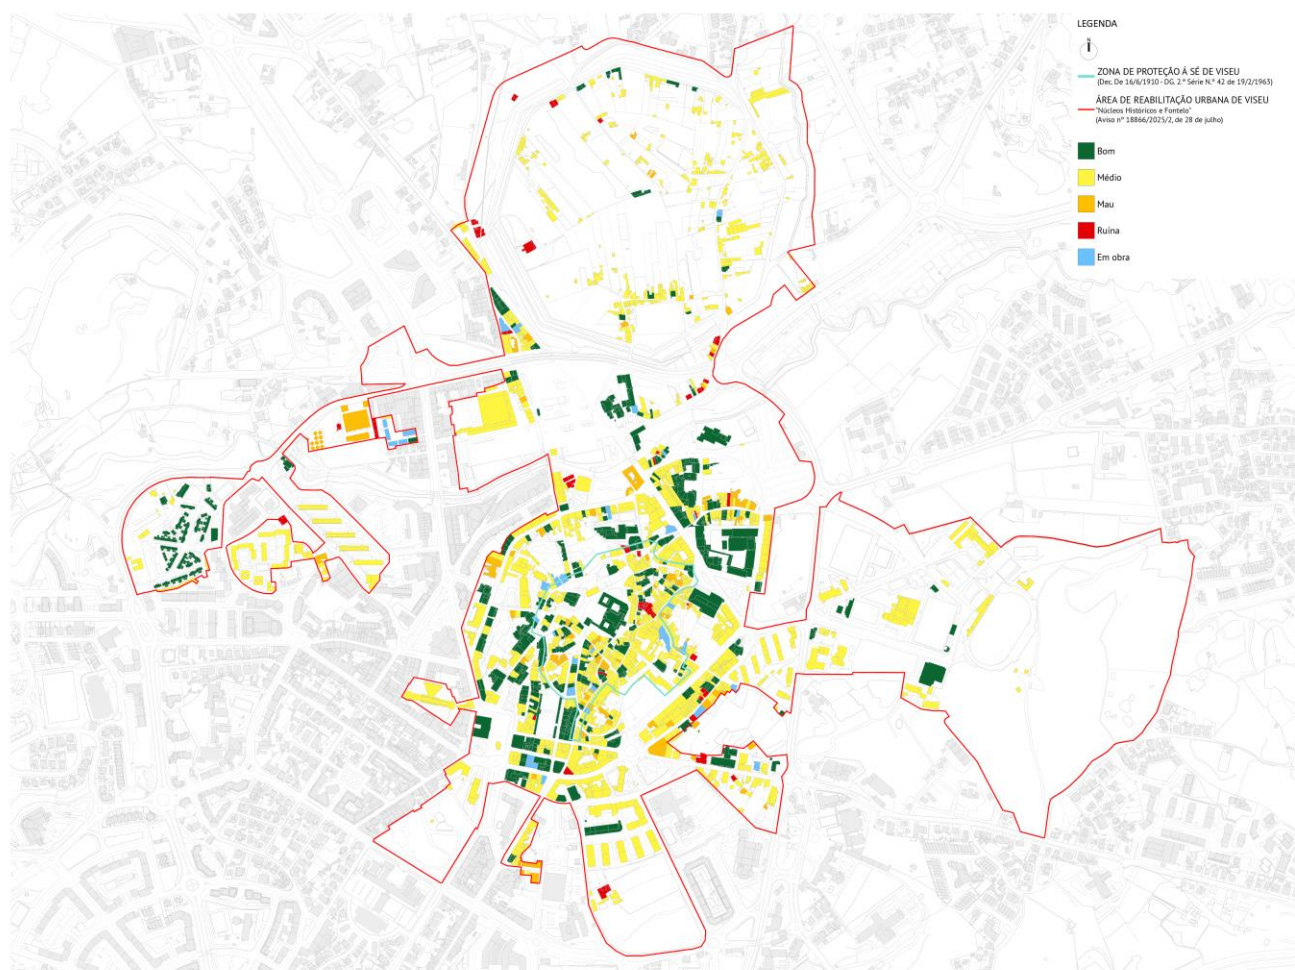 LEGENDA
N
ZONA DE PROTEÇÃO Á SÉ DE VISEU
(Dec. De 16/6/1910 - DG, 2.ª Série N.º 42 de 19/2/1963)
ÁREA DE REABILITAÇÃO URBANA DE VISEU
"Núcleos Históricos e Fontelo"
(Aviso nº 18866/2025/2, de 28 de julho)
Bom
Médio
Mau
Ruína
Em obra